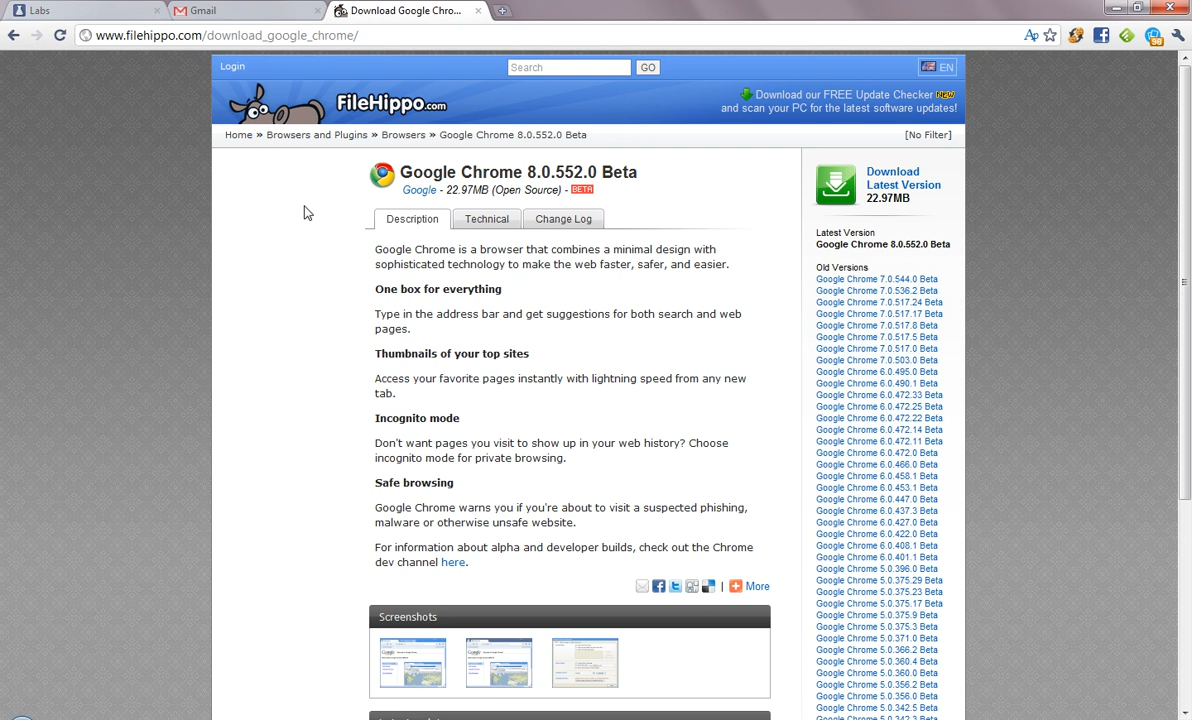 Labs
Gmail
Download Google Chro...
www.filehippo.com/download_google_chrome/
96
Login
Search
GO
EN
FileHippo.com
Download our FREE Update Checker NEW
and scan your PC for the latest software updates!
Home » Browsers and Plugins » Browsers » Google Chrome 8.0.552.0 Beta
[No Filter]
Google Chrome 8.0.552.0 Beta
Google - 22.97MB (Open Source) - BETA
Description
Technical
Change Log
Google Chrome is a browser that combines a minimal design with
sophisticated technology to make the web faster, safer, and easier.
One box for everything
Type in the address bar and get suggestions for both search and web
pages.
Thumbnails of your top sites
Access your favorite pages instantly with lightning speed from any new
tab.
Incognito mode
Don't want pages you visit to show up in your web history? Choose
incognito mode for private browsing.
Safe browsing
Google Chrome warns you if you're about to visit a suspected phishing,
malware or otherwise unsafe website.
For information about alpha and developer builds, check out the Chrome
dev channel here.
| More
Screenshots
Download
Latest Version
22.97MB
Latest Version
Google Chrome 8.0.552.0 Beta
Old Versions
Google Chrome 7.0.544.0 Beta
Google Chrome 7.0.536.2 Beta
Google Chrome 7.0.517.24 Beta
Google Chrome 7.0.517.17 Beta
Google Chrome 7.0.517.8 Beta
Google Chrome 7.0.517.5 Beta
Google Chrome 7.0.517.0 Beta
Google Chrome 7.0.503.0 Beta
Google Chrome 6.0.495.0 Beta
Google Chrome 6.0.490.1 Beta
Google Chrome 6.0.472.33 Beta
Google Chrome 6.0.472.25 Beta
Google Chrome 6.0.472.22 Beta
Google Chrome 6.0.472.14 Beta
Google Chrome 6.0.472.11 Beta
Google Chrome 6.0.472.0 Beta
Google Chrome 6.0.466.0 Beta
Google Chrome 6.0.458.1 Beta
Google Chrome 6.0.453.1 Beta
Google Chrome 6.0.447.0 Beta
Google Chrome 6.0.437.3 Beta
Google Chrome 6.0.427.0 Beta
Google Chrome 6.0.422.0 Beta
Google Chrome 6.0.408.1 Beta
Google Chrome 6.0.401.1 Beta
Google Chrome 5.0.396.0 Beta
Google Chrome 5.0.375.29 Beta
Google Chrome 5.0.375.23 Beta
Google Chrome 5.0.375.17 Beta
Google Chrome 5.0.375.9 Beta
Google Chrome 5.0.375.3 Beta
Google Chrome 5.0.371.0 Beta
Google Chrome 5.0.366.2 Beta
Google Chrome 5.0.360.4 Beta
Google Chrome 5.0.360.0 Beta
Google Chrome 5.0.356.2 Beta
Google Chrome 5.0.356.0 Beta
Google Chrome 5.0.342.5 Beta